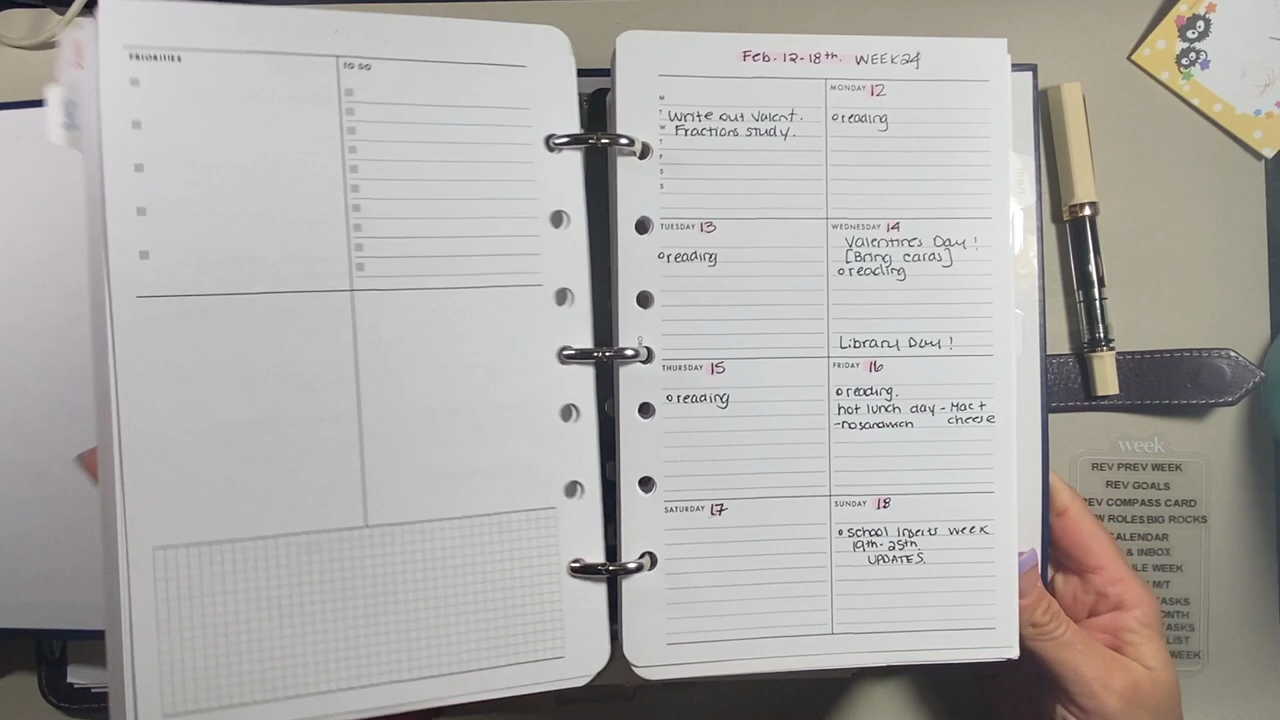 PRIORITIES
TO DO
Feb. 12-18th. WEEK24
M
T Write out Valent.
W Fractions study.
T
F
S
S
MONDAY 12
o reading
TUESDAY 13
o reading
WEDNESDAY 14
Valentines Day!
[Bring cards]
o reading
Library Day!
THURSDAY 15
o reading
FRIDAY 16
o reading.
hot lunch day - Mac +
-no sandwich cheese
SATURDAY 17
SUNDAY 18
o school inserts week
19th-25th.
UPDATES.
week
REV PREV WEEK
REV GOALS
REV COMPASS CARD
ROLES BIG ROCKS
CALENDAR
& INBOX
WEEK
M/T
TASKS
TASKS
LIST
WEEK